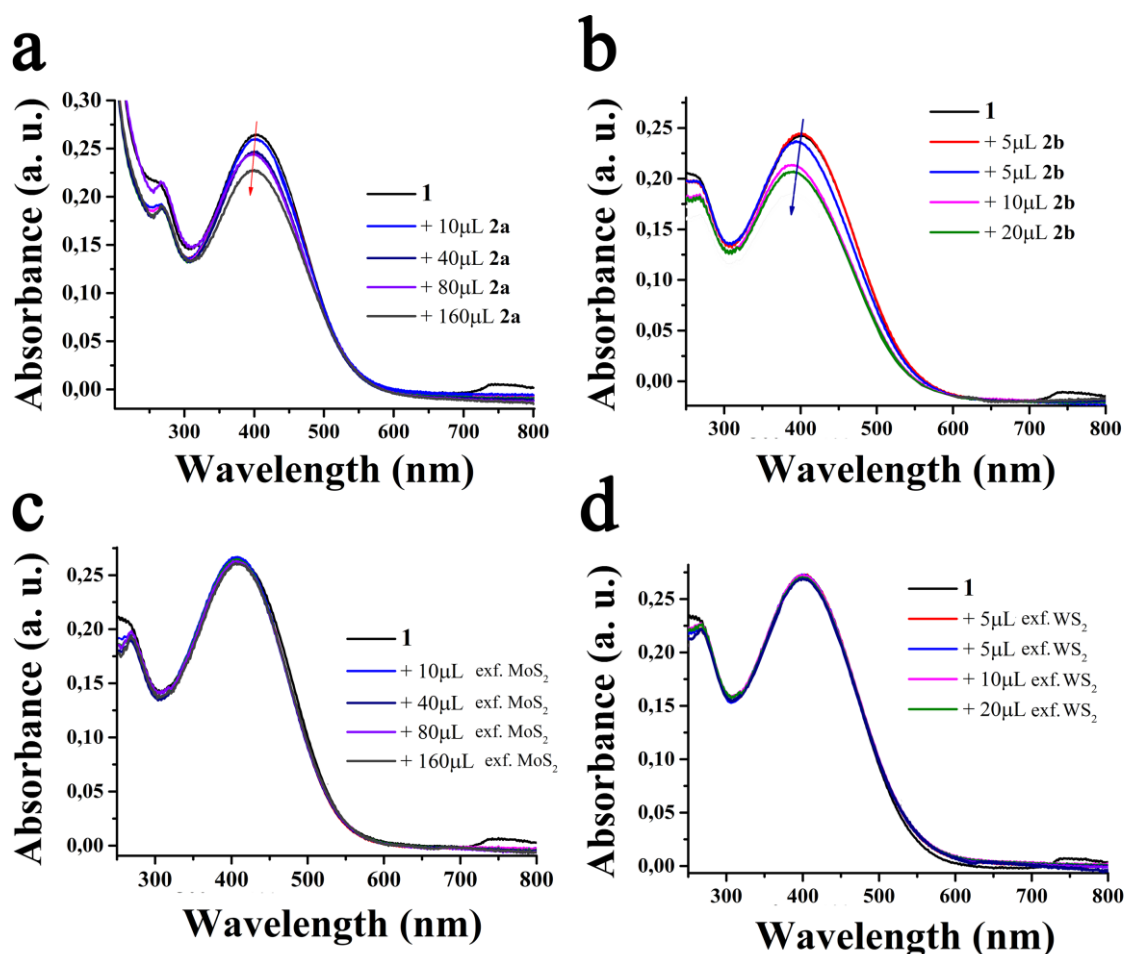 a
Absorbance (a. u.)
0,30
0,25
0,20
0,15
0,10
0,05
0,00
300 400 500 600 700 800
Wavelength (nm)
1
+ 10μL 2a
+ 40μL 2a
+ 80μL 2a
+ 160μL 2a
b
Absorbance (a. u.)
0,25
0,20
0,15
0,10
0,05
0,00
300 400 500 600 700 800
Wavelength (nm)
1
+ 5μL 2b
+ 5μL 2b
+ 10μL 2b
+ 20μL 2b
c
Absorbance (a. u.)
0,25
0,20
0,15
0,10
0,05
0,00
300 400 500 600 700 800
Wavelength (nm)
1
+ 10μL exf. MoS₂
+ 40μL exf. MoS₂
+ 80μL exf. MoS₂
+ 160μL exf. MoS₂
d
Absorbance (a. u.)
0,25
0,20
0,15
0,10
0,05
0,00
300 400 500 600 700 800
Wavelength (nm)
1
+ 5μL exf. WS₂
+ 5μL exf. WS₂
+ 10μL exf. WS₂
+ 20μL exf. WS₂